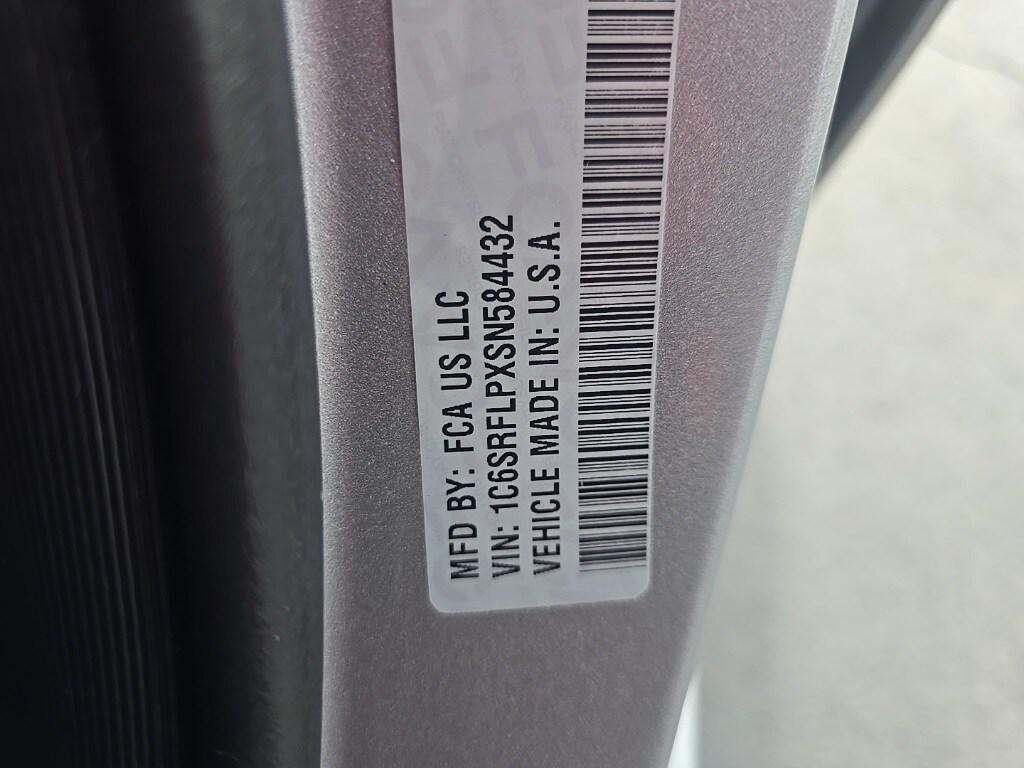 MFD BY: FCA US LLC
VIN: 1C6SRFLPXSN584432
VEHICLE MADE IN: U.S.A.